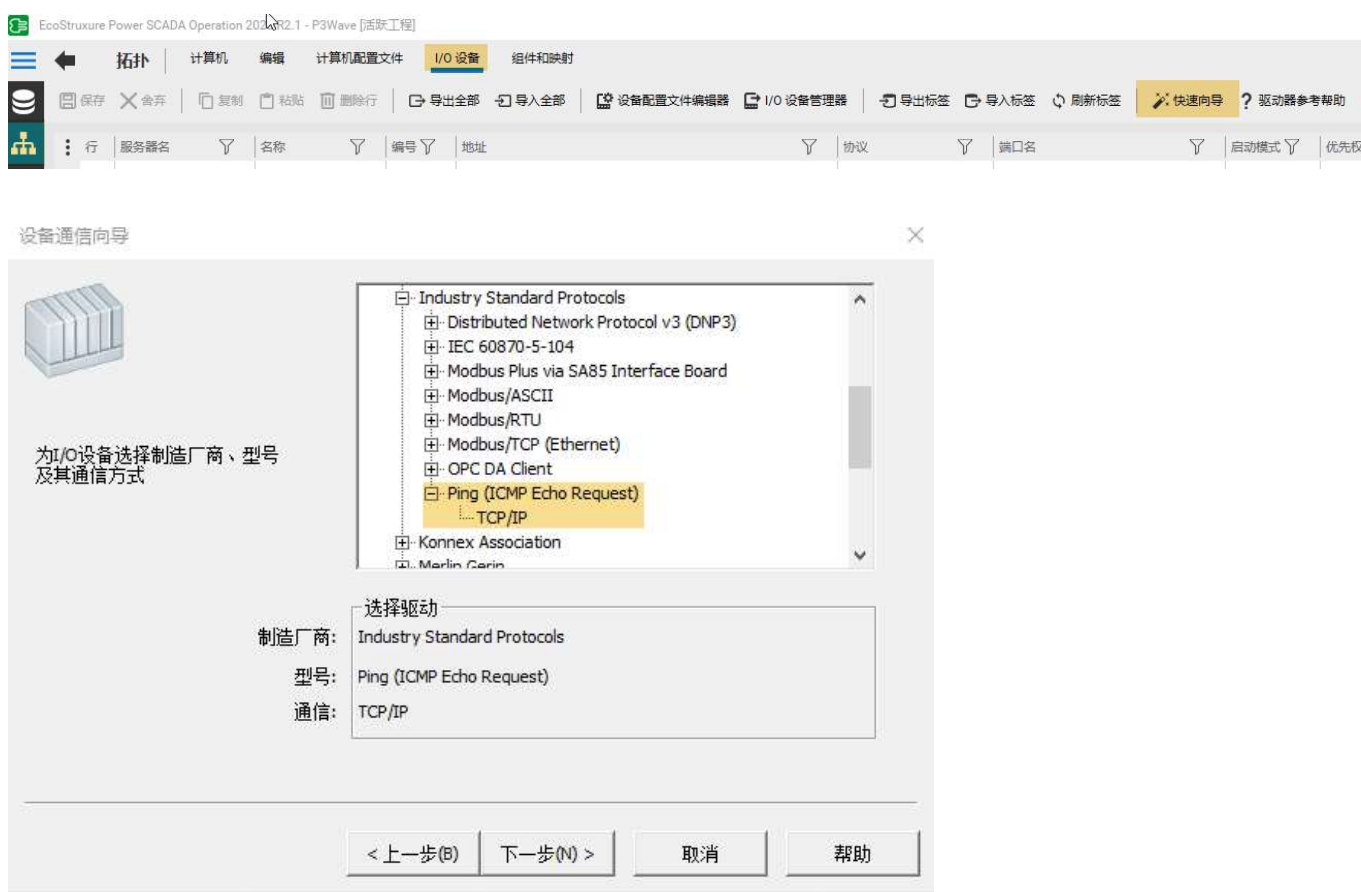 EcoStruxure Power SCADA Operation 202 R2.1 - P3Wave [活跃工程]
拓扑 计算机 编辑 计算机配置文件 I/O 设备 组件和映射
保存 舍弃 复制 粘贴 删除行 导出全部 导入全部 设备配置文件编辑器 I/O 设备管理器 导出标签 导入标签 刷新标签 快速向导 ? 驱动器参考帮助
行 服务器名 名称 编号 地址 协议 端口名 启动模式 优先权
设备通信向导
Industry Standard Protocols
Distributed Network Protocol v3 (DNP3)
IEC 60870-5-104
Modbus Plus via SA85 Interface Board
Modbus/ASCII
Modbus/RTU
Modbus/TCP (Ethernet)
OPC DA Client
Ping (ICMP Echo Request)
TCP/IP
Konnex Association
Merlin Gerin
为I/O设备选择制造厂商、型号
及其通信方式
选择驱动
制造厂商: Industry Standard Protocols
型号: Ping (ICMP Echo Request)
通信: TCP/IP
< 上一步(B) 下一步(N) > 取消 帮助